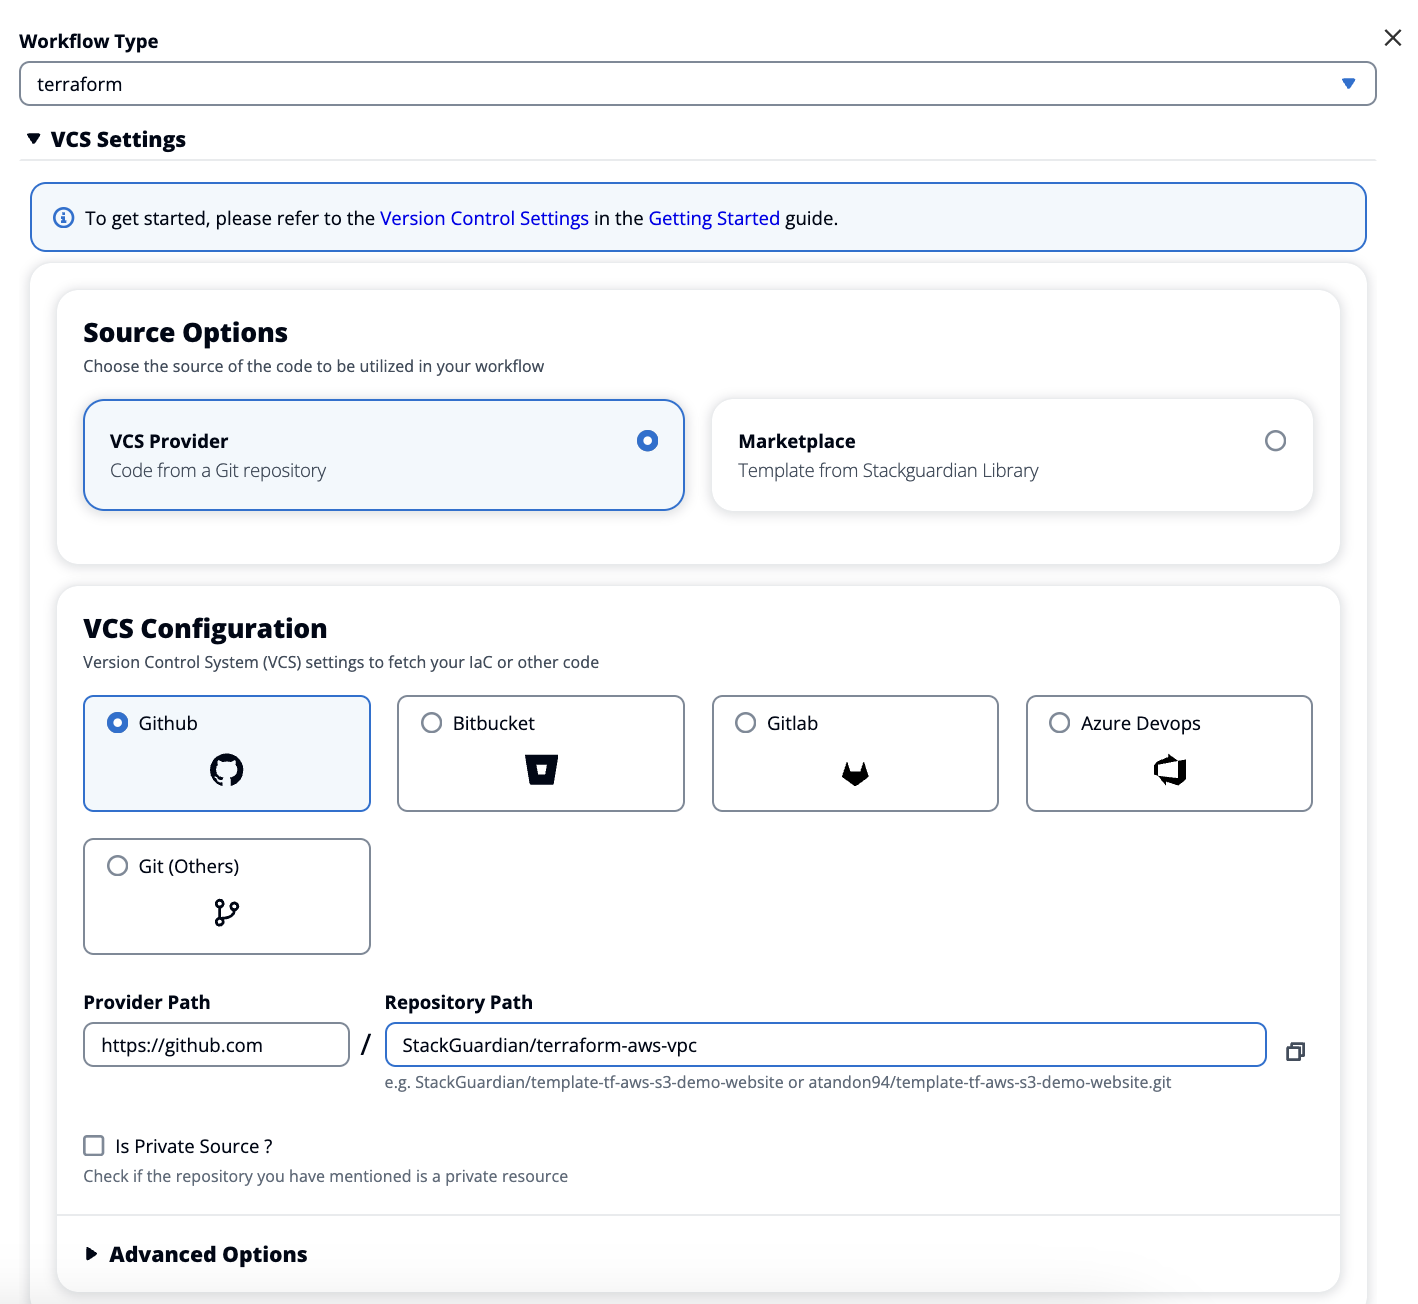 Workflow Type
terraform
VCS Settings
To get started, please refer to the Version Control Settings in the Getting Started guide.
Source Options
Choose the source of the code to be utilized in your workflow
VCS Provider
Code from a Git repository
Marketplace
Template from Stackguardian Library
VCS Configuration
Version Control System (VCS) settings to fetch your IaC or other code
Github
Bitbucket
Gitlab
Azure Devops
Git (Others)
Provider Path
Repository Path
https://github.com / StackGuardian/terraform-aws-vpc
e.g. StackGuardian/template-tf-aws-s3-demo-website or atandon94/template-tf-aws-s3-demo-website.git
Is Private Source ?
Check if the repository you have mentioned is a private resource
Advanced Options